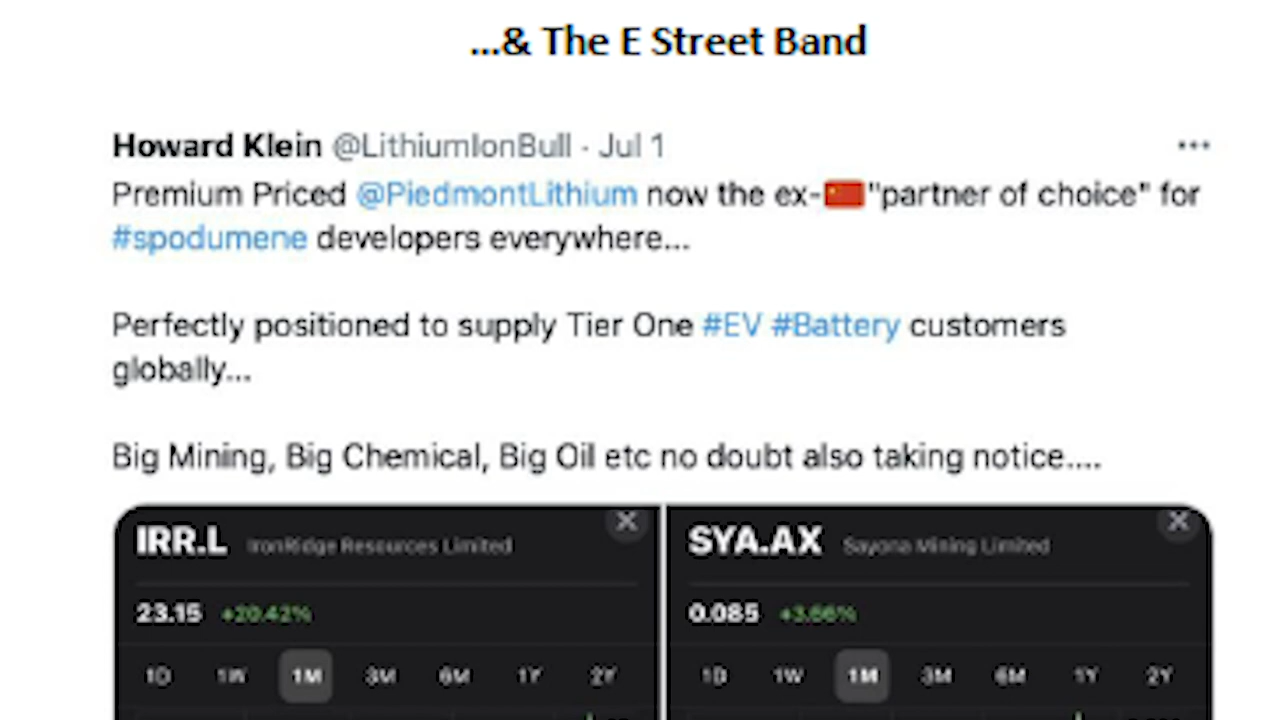 ...& The E Street Band
Howard Klein @LithiumIonBull · Jul 1 ...
Premium Priced @PiedmontLithium now the ex-🇨🇳"partner of choice" for
#spodumene developers everywhere...
Perfectly positioned to supply Tier One #EV #Battery customers
globally...
Big Mining, Big Chemical, Big Oil etc no doubt also taking notice....
IRR.L IronRidge Resources Limited
SYA.AX Sayona Mining Limited
23.15 +20.42%
0.085 +3.66%
1D 1W 1M 3M 6M 1Y 2Y
1D 1W 1M 3M 6M 1Y 2Y